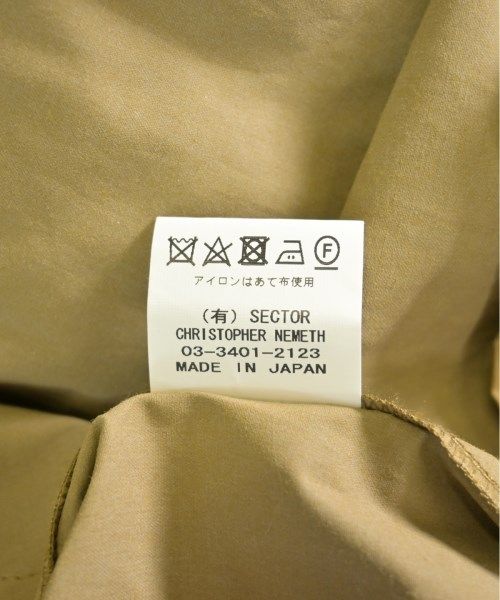 F
アイロンはあて布使用
(有) SECTOR
CHRISTOPHER NEMETH
03-3401-2123
MADE IN JAPAN